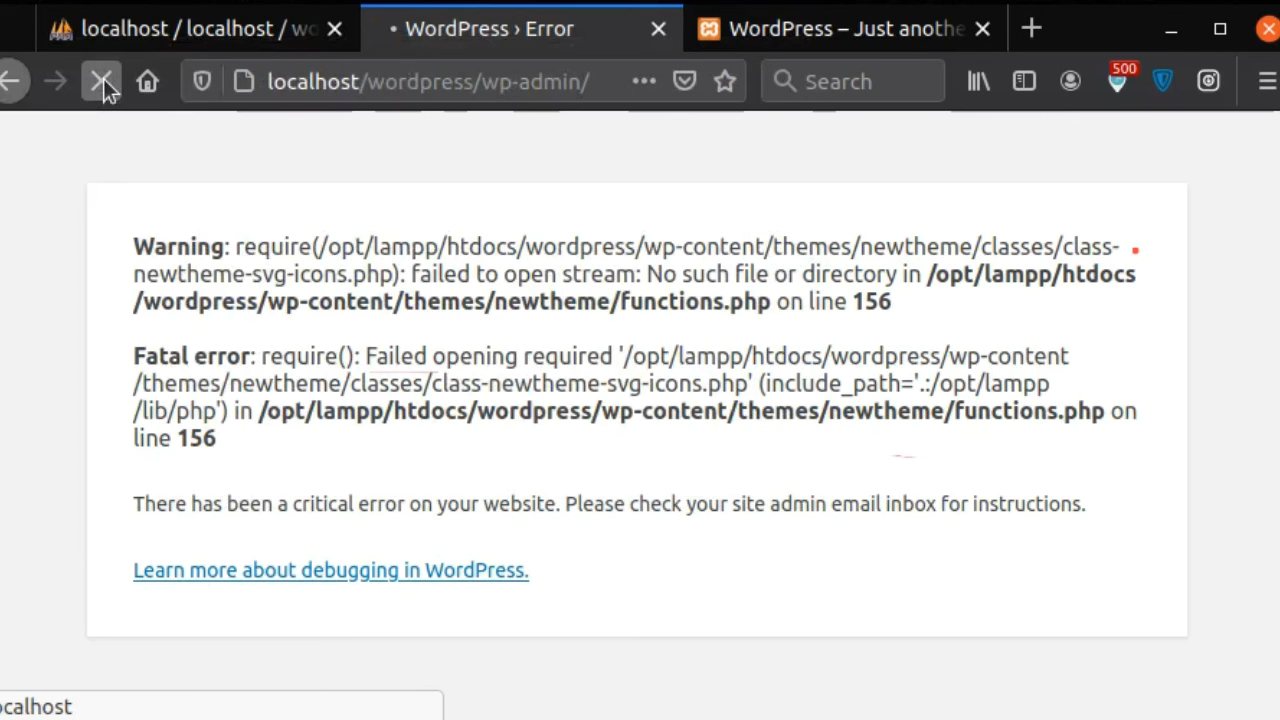 localhost / localhost / wo
WordPress › Error
WordPress – Just anothe
localhost/wordpress/wp-admin/
Search
500
Warning: require(/opt/lampp/htdocs/wordpress/wp-content/themes/newtheme/classes/class-
newtheme-svg-icons.php): failed to open stream: No such file or directory in /opt/lampp/htdocs
/wordpress/wp-content/themes/newtheme/functions.php on line 156
Fatal error: require(): Failed opening required '/opt/lampp/htdocs/wordpress/wp-content
/themes/newtheme/classes/class-newtheme-svg-icons.php' (include_path='.:/opt/lampp
/lib/php') in /opt/lampp/htdocs/wordpress/wp-content/themes/newtheme/functions.php on
line 156
There has been a critical error on your website. Please check your site admin email inbox for instructions.
Learn more about debugging in WordPress.
ocalhost